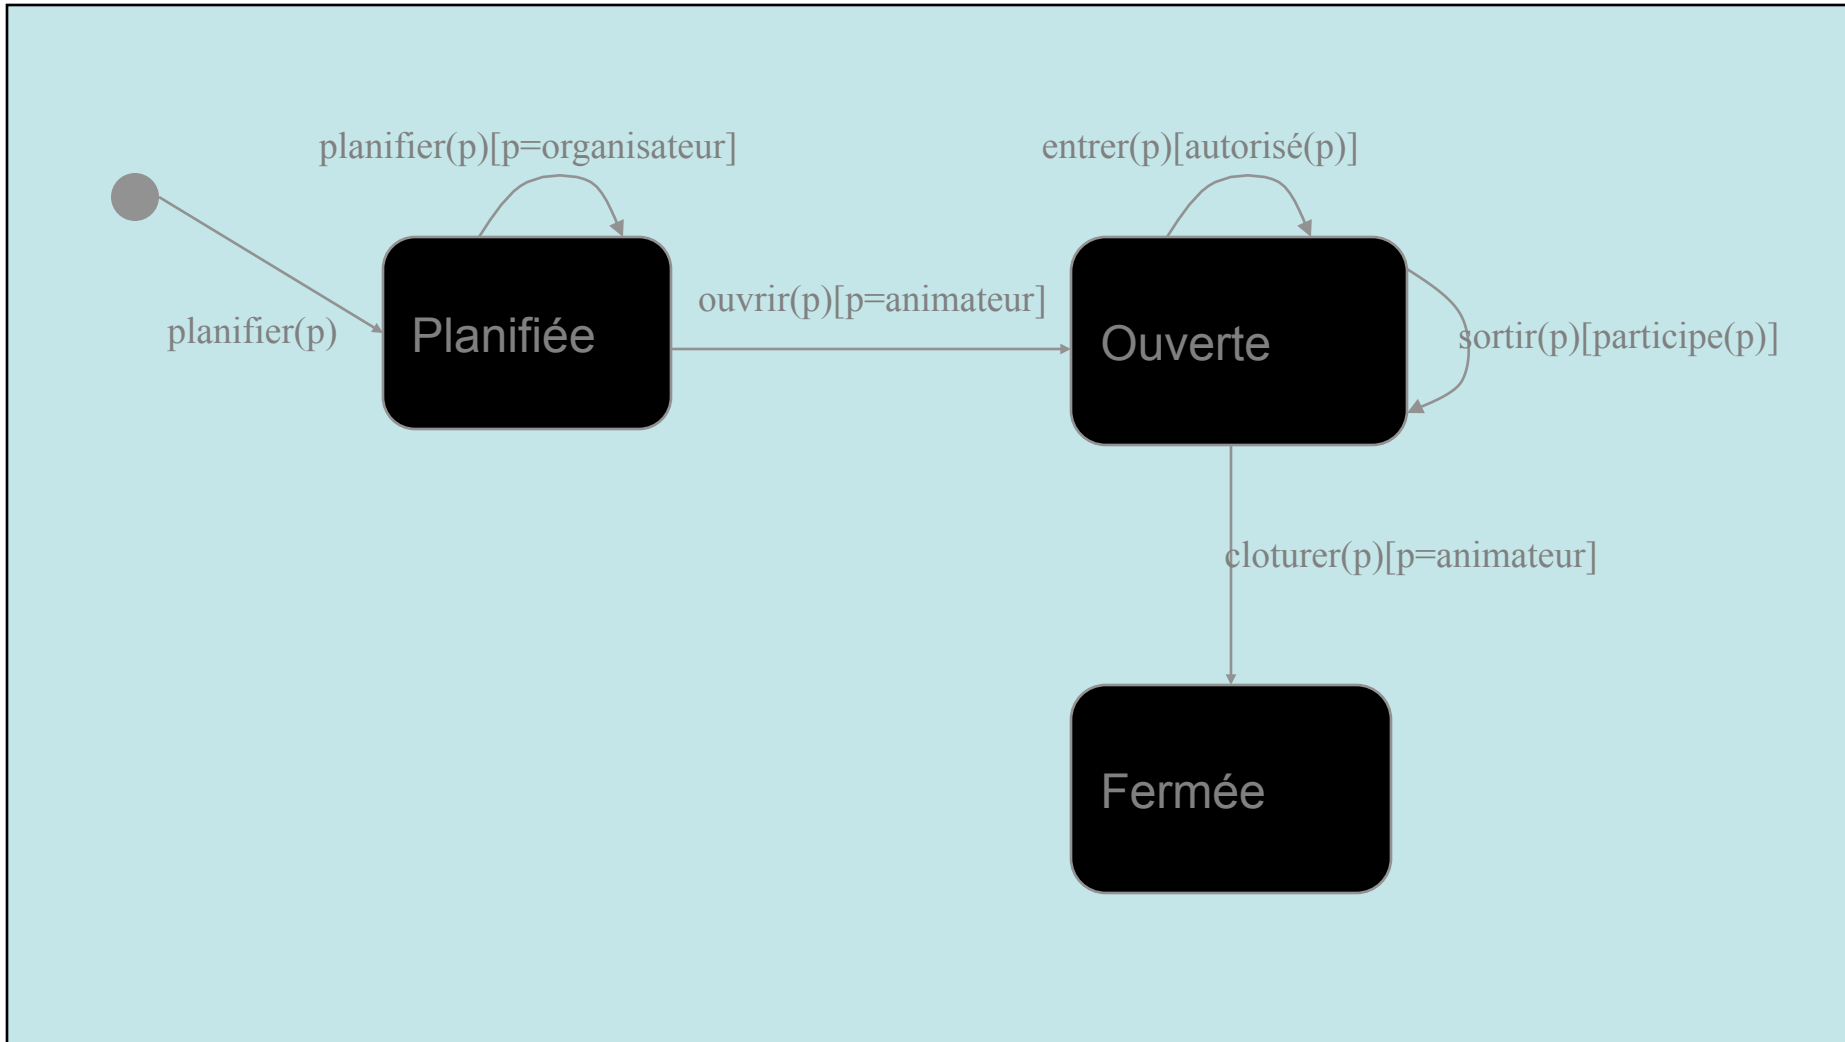 planifier(p)[p=organisateur]
entrer(p)[autorisé(p)]
ouvrir(p)[p=animateur]
planifier(p)
Planifiée
Ouverte
sortir(p)[participe(p)]
cloturer(p)[p=animateur]
Fermée